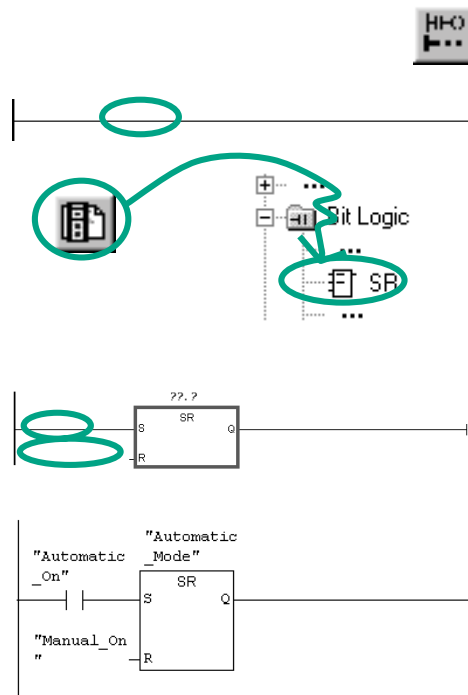 ...
Bit Logic
...
SR
...
??.?
SR
S
Q
R
"Automatic
_Mode"
"Automatic
_On"
SR
S
Q
"Manual_On
"
R